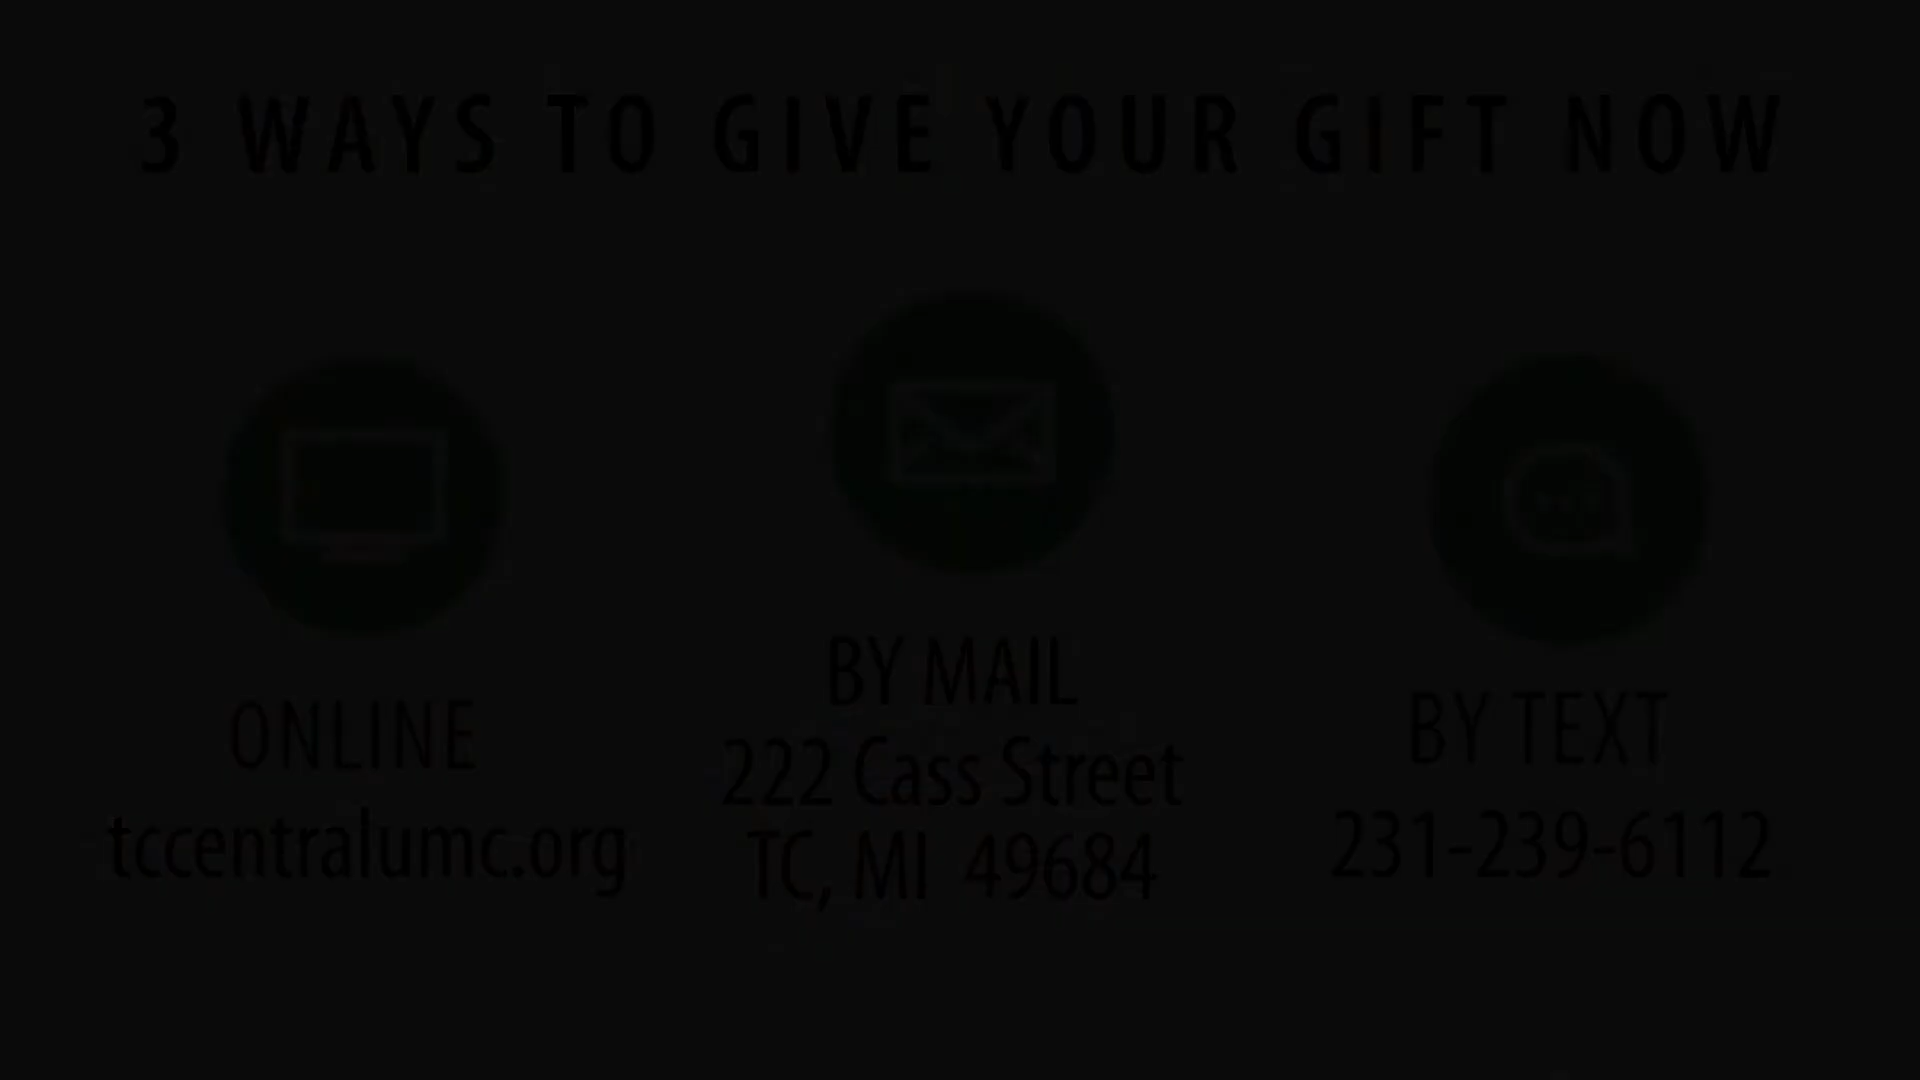 3 WAYS TO GIVE YOUR GIFT NOW
ONLINE
tccentralumc.org
BY MAIL
222 Cass Street
TC, MI 49684
BY TEXT
231-239-6112